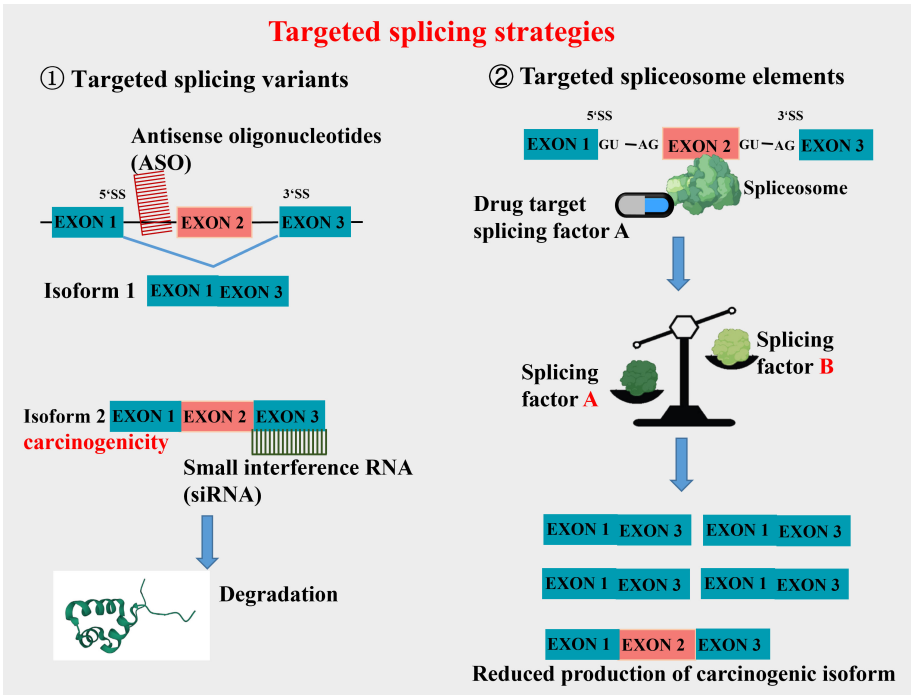 Targeted splicing strategies
① Targeted splicing variants
Antisense oligonucleotides
(ASO)
5‘SS
3‘SS
EXON 1
EXON 2
EXON 3
Isoform 1
EXON 1 EXON 3
Isoform 2
EXON 1 EXON 2 EXON 3
carcinogenicity
Small interference RNA
(siRNA)
Degradation
② Targeted spliceosome elements
5‘SS
3‘SS
EXON 1 GU – AG EXON 2 GU – AG EXON 3
Spliceosome
Drug target
splicing factor A
Splicing
factor A
Splicing
factor B
EXON 1 EXON 3
EXON 1 EXON 3
EXON 1 EXON 3
EXON 1 EXON 3
EXON 1 EXON 2 EXON 3
Reduced production of carcinogenic isoform